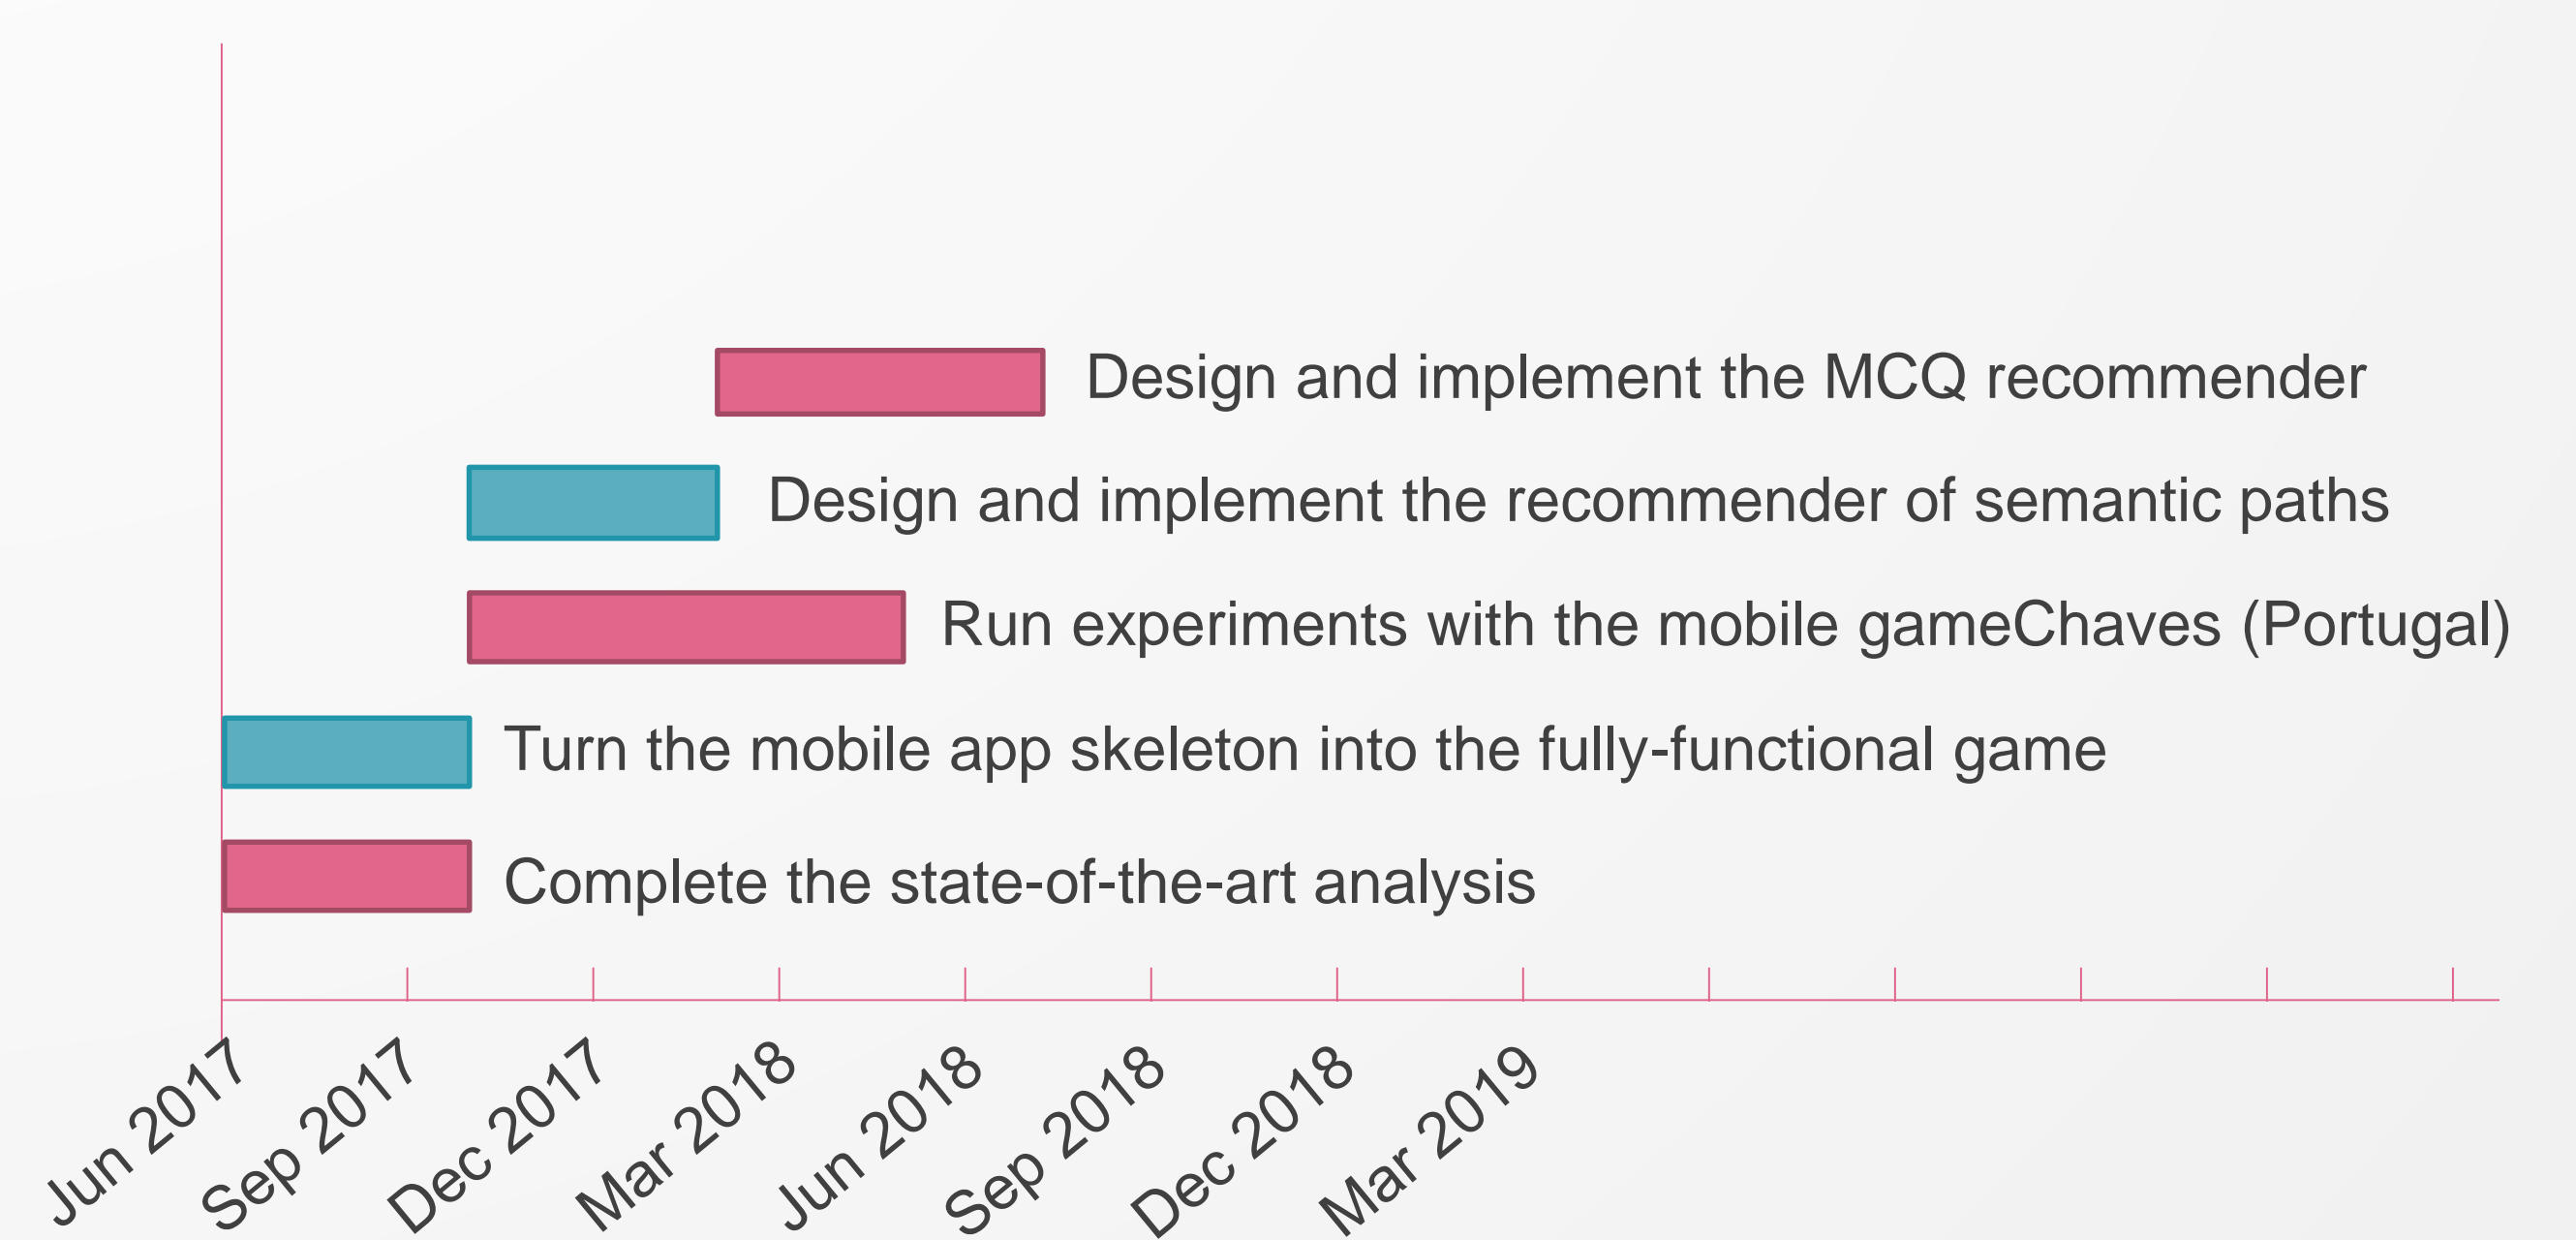 Design and implement the MCQ recommender
Design and implement the recommender of semantic paths
Run experiments with the mobile gameChaves (Portugal)
Turn the mobile app skeleton into the fully-functional game
Complete the state-of-the-art analysis
Jun 2017
Sep 2017
Dec 2017
Mar 2018
Jun 2018
Sep 2018
Dec 2018
Mar 2019